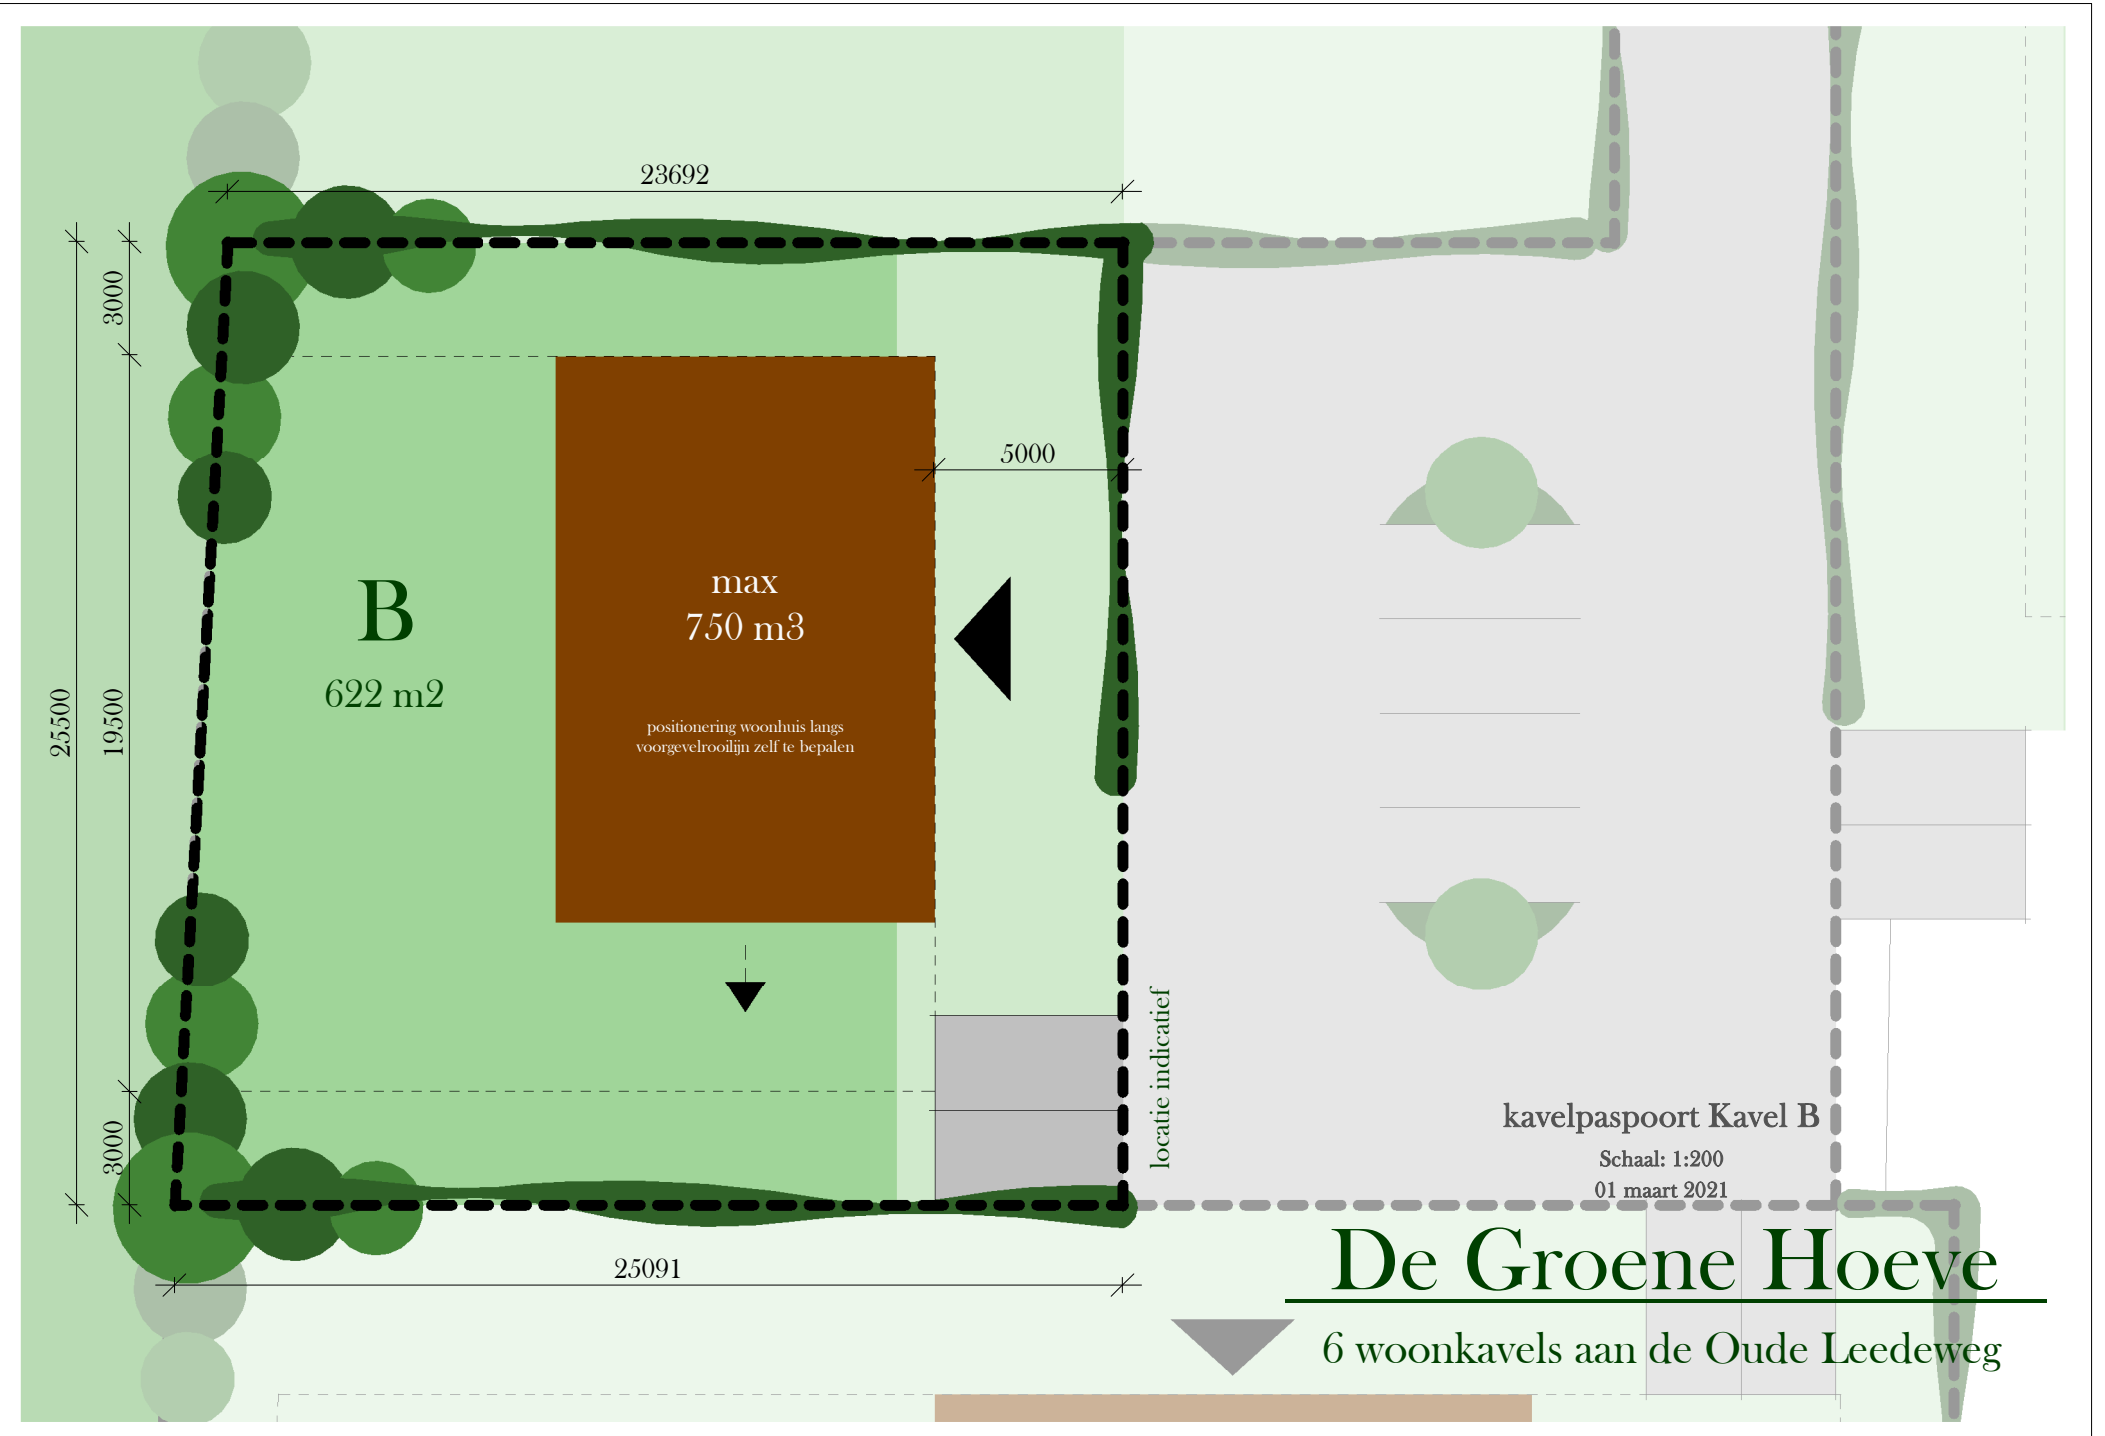 23692
3000
5000
max
750 m3
B
622 m2
positionering woonhuis langs
voorgevelrooilijn zelf te bepalen
25500
19500
3000
locatie indicatief
kavelpaspoort Kavel B
Schaal: 1:200
01 maart 2021
25091
De Groene Hoeve
6 woonkavels aan de Oude Leedeweg